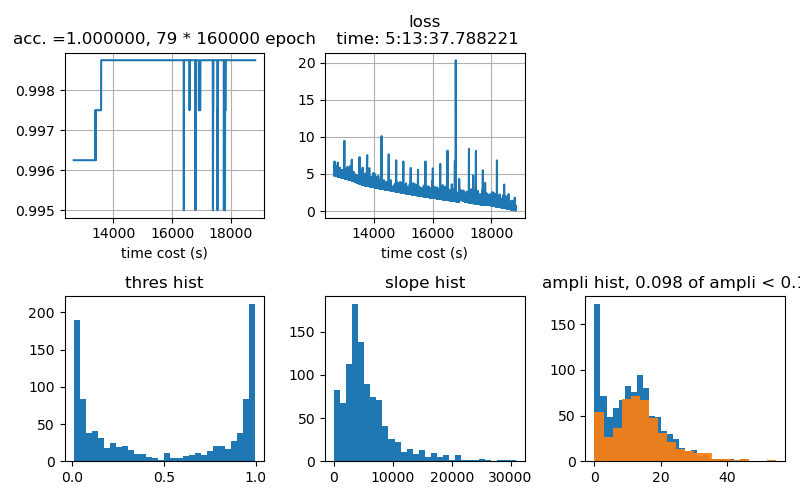 acc. =1.000000, 79 * 160000 epoch
loss
time: 5:13:37.788221
0.998
0.997
0.996
0.995
14000 16000 18000
time cost (s)
20
15
10
5
0
14000 16000 18000
time cost (s)
thres hist
200
150
100
50
0
0.0 0.5 1.0
slope hist
150
100
50
0
0 10000 20000 30000
ampli hist, 0.098 of ampli < 0.1
150
100
50
0
0 20 40